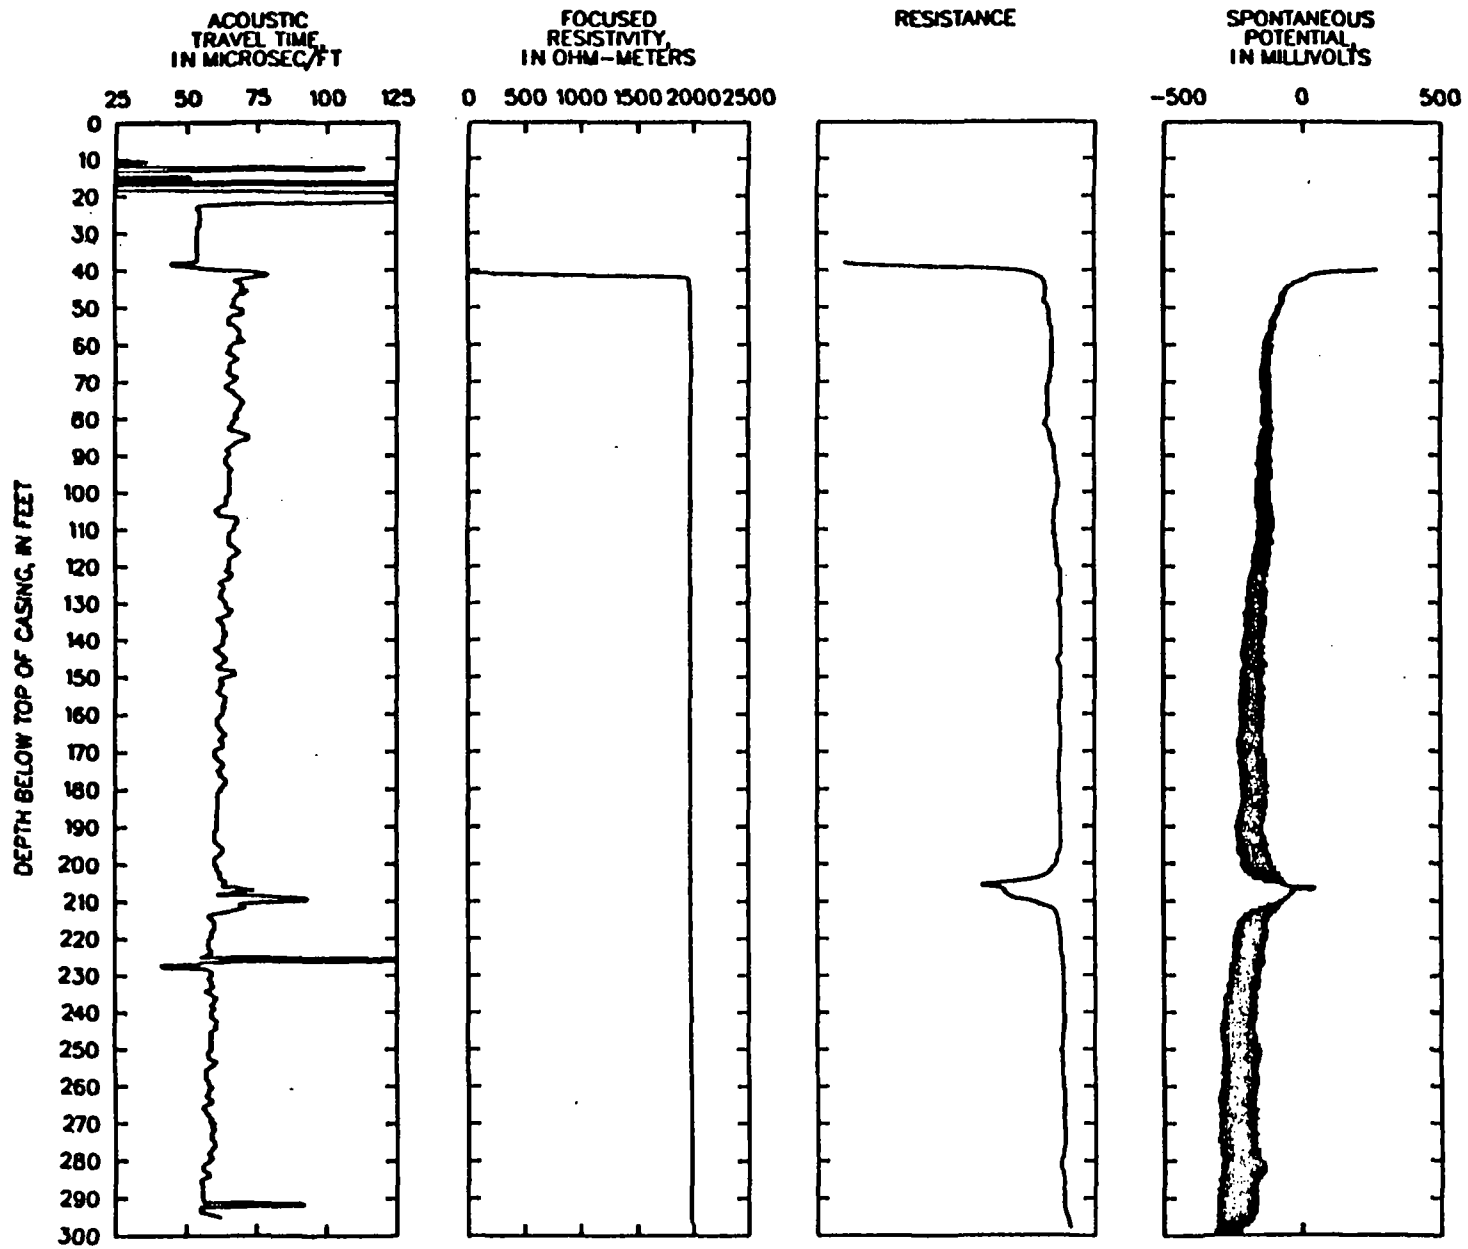 ACOUSTIC
TRAVEL TIME,
IN MICROSEC/FT
FOCUSED
RESISTIVITY,
IN OHM-METERS
RESISTANCE
SPONTANEOUS
POTENTIAL,
IN MILLIVOLTS
25 50 75 100 125
0 500 1000 1500 2000 2500
-500 0 500
DEPTH BELOW TOP OF CASING, IN FEET
0
10
20
30
40
50
60
70
80
90
100
110
120
130
140
150
160
170
180
190
200
210
220
230
240
250
260
270
280
290
300